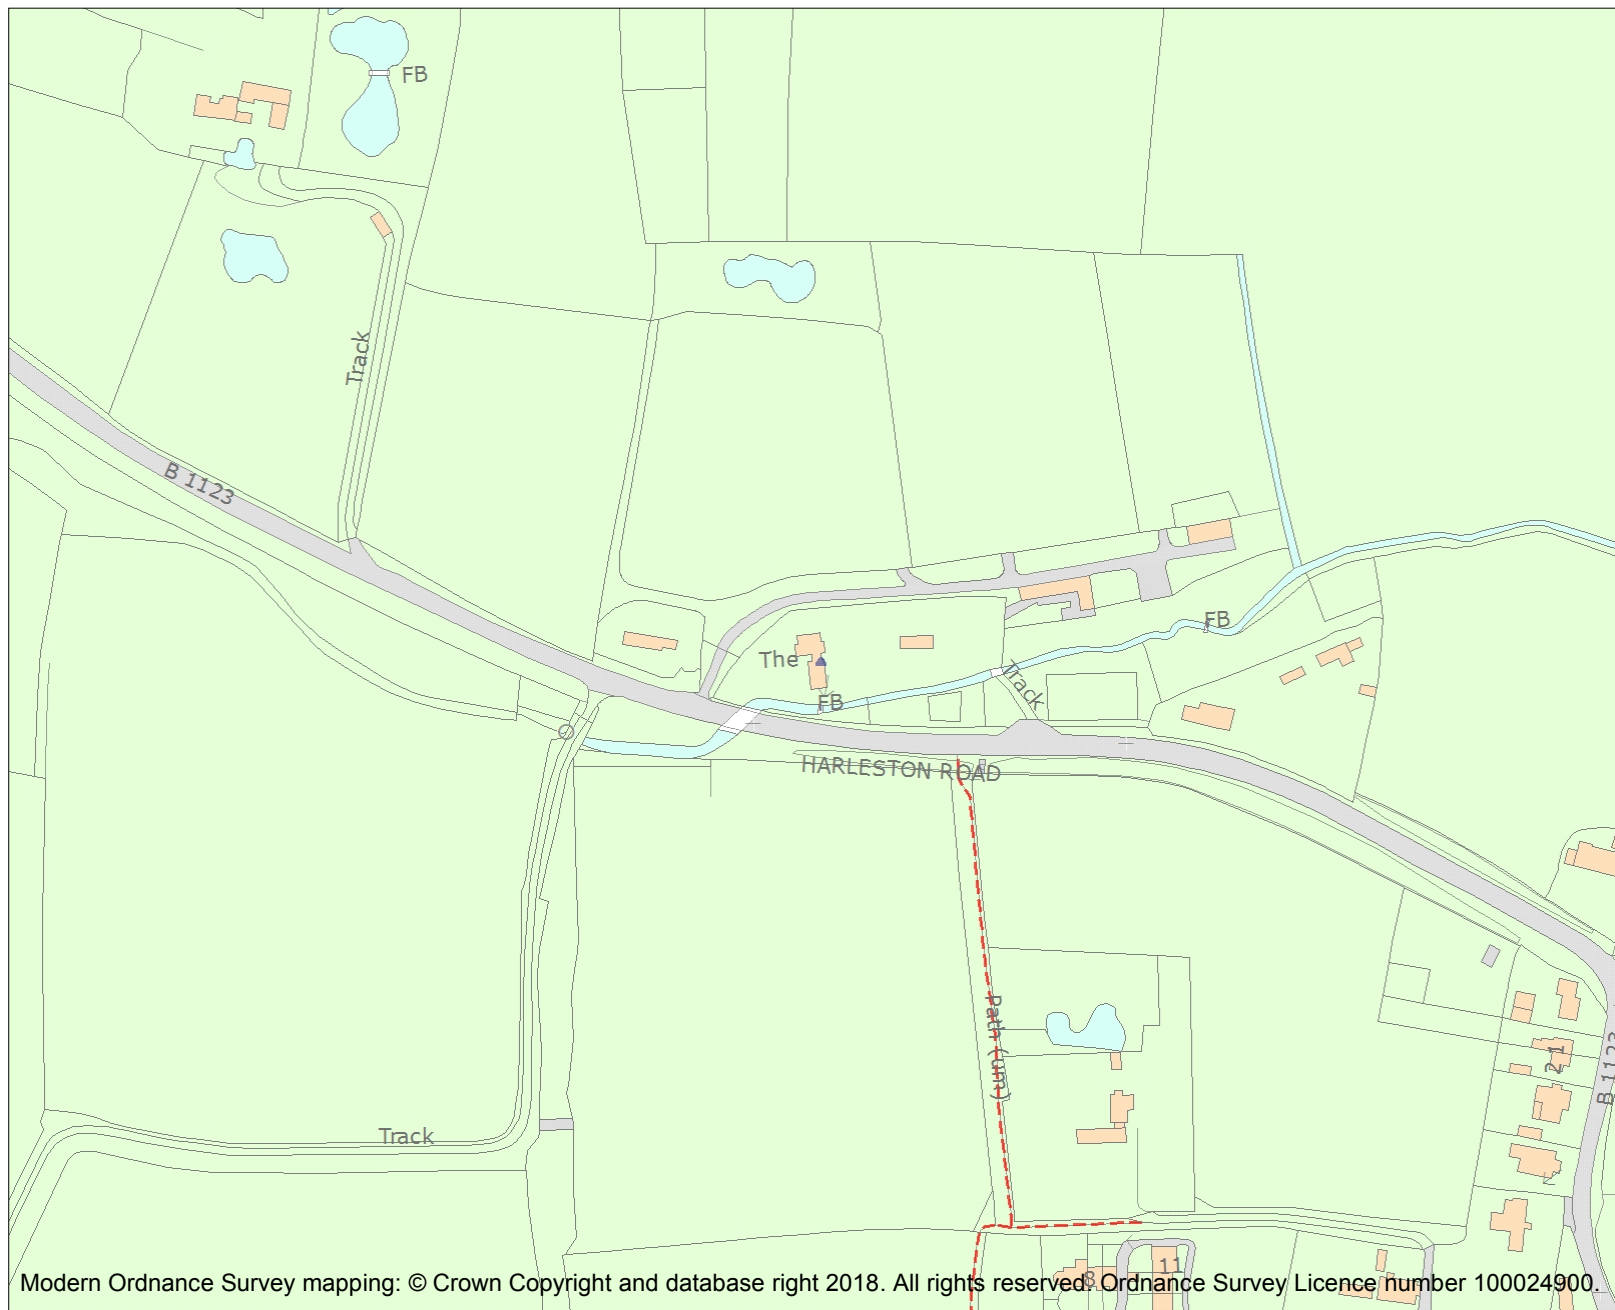 FB
Track
B 1123
FB
The
Track
FB
HARLESTON ROAD
Path (um)
21
B 1123
Track
11
8
Modern Ordnance Survey mapping: © Crown Copyright and database right 2018. All rights reserved. Ordnance Survey Licence number 100024900.